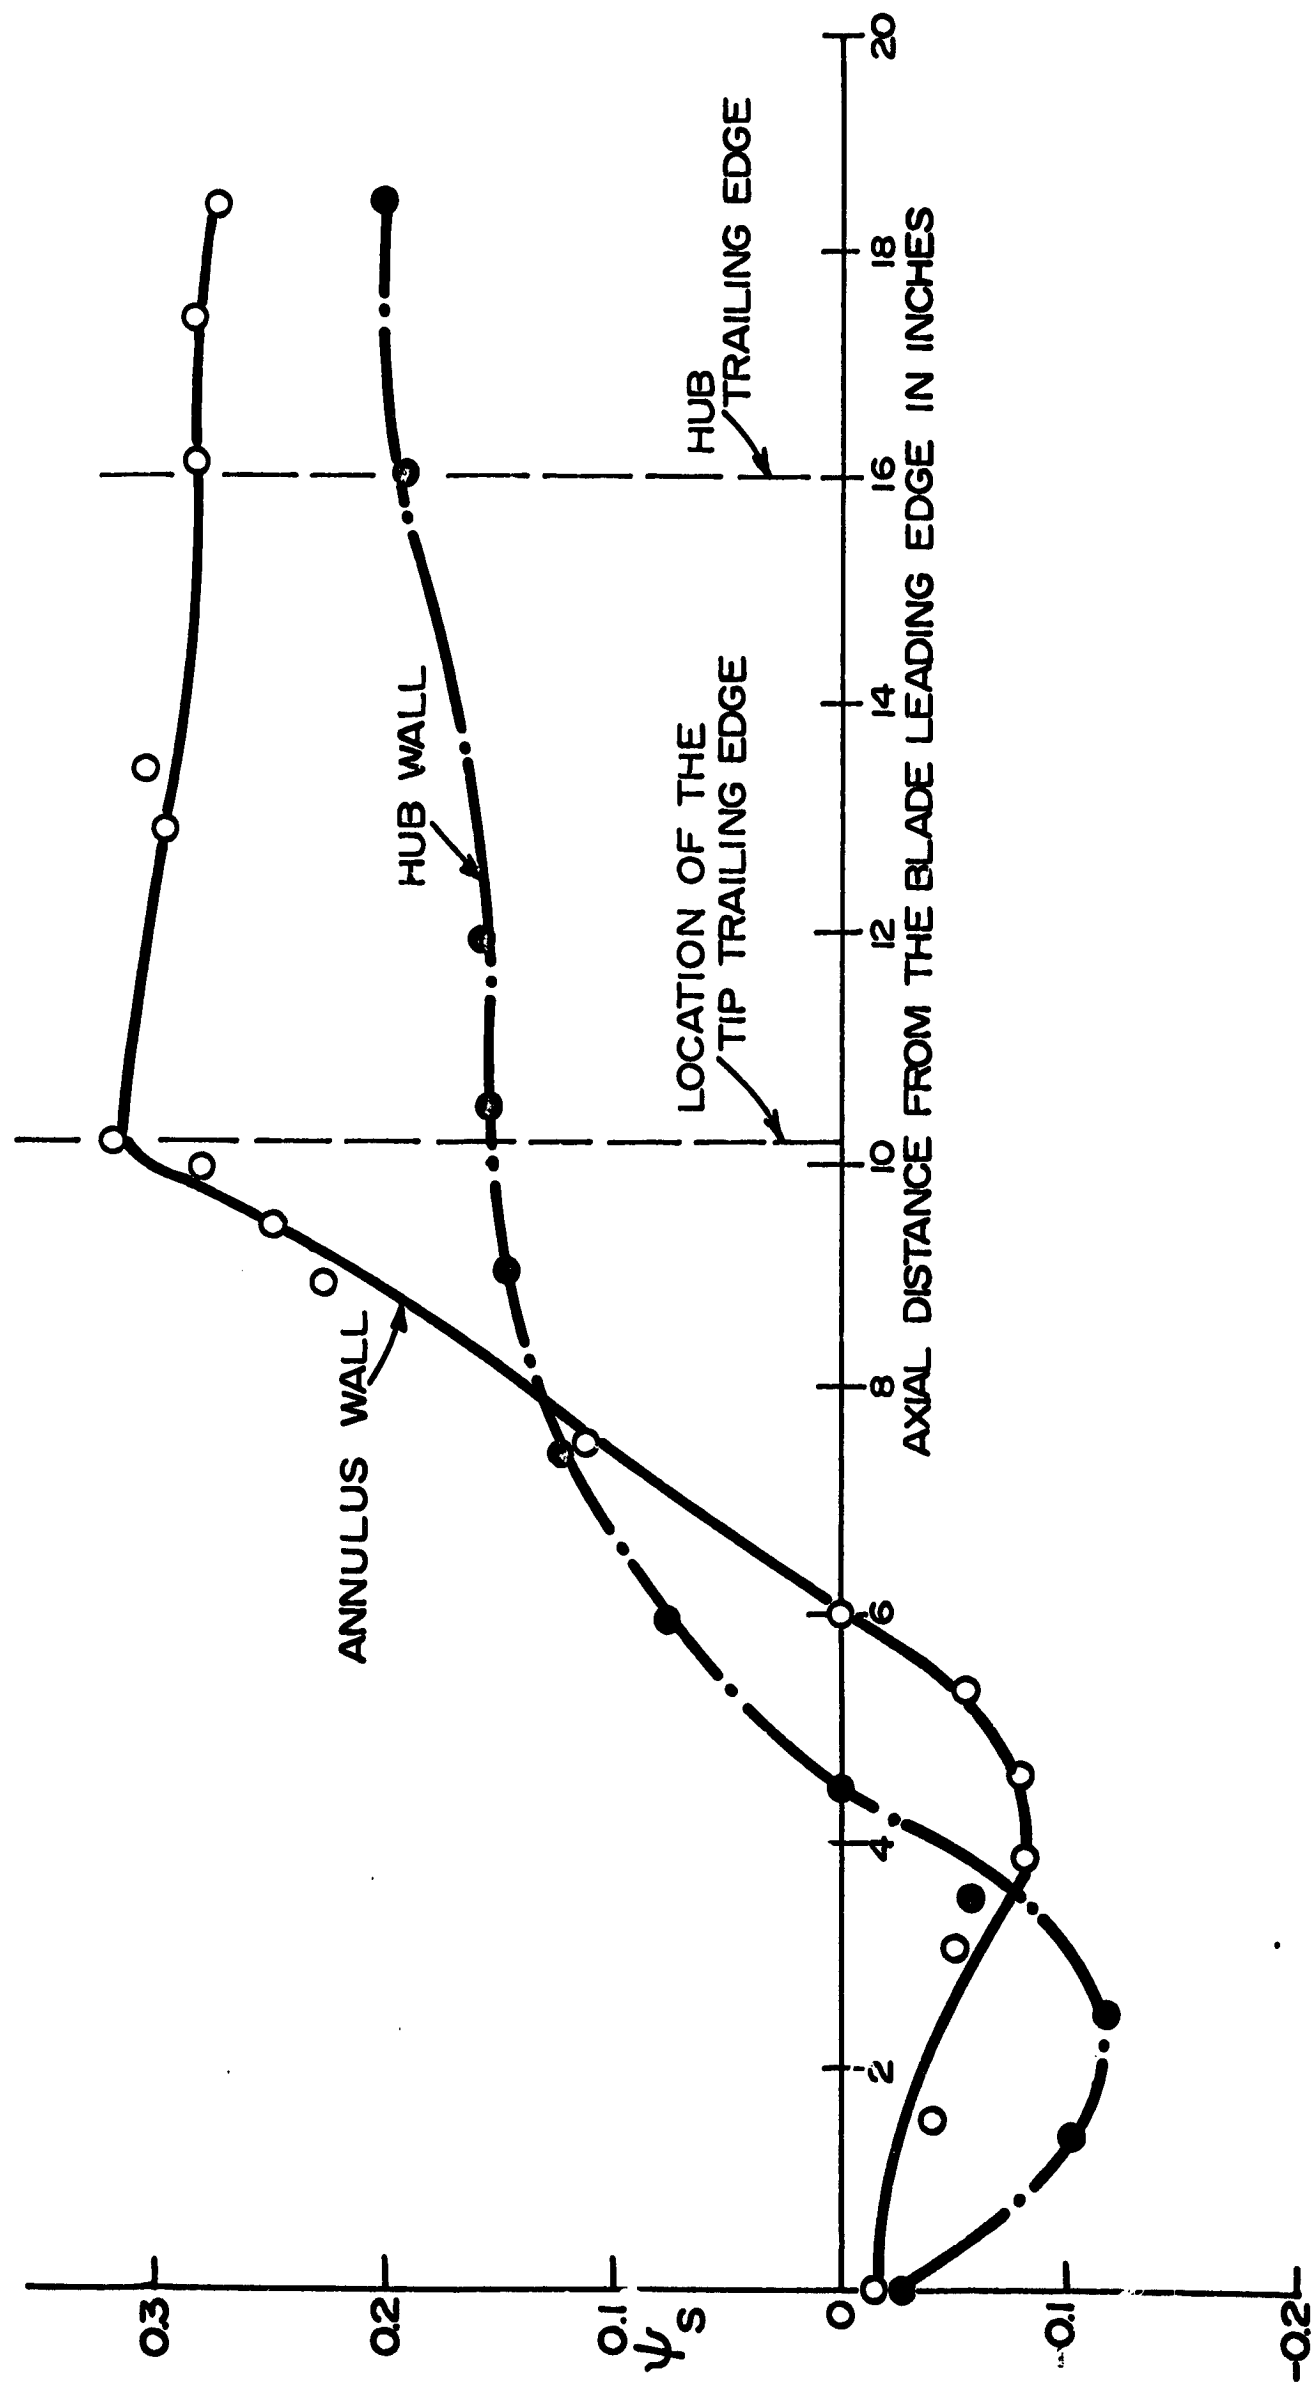 0.3
0.2
0.1
ψs
0
-0.1
-0.2
ANNULUS WALL
HUB WALL
LOCATION OF THE
TIP TRAILING EDGE
HUB
TRAILING EDGE
2
4
6
8
10
12
14
16
18
20
AXIAL DISTANCE FROM THE BLADE LEADING EDGE IN INCHES